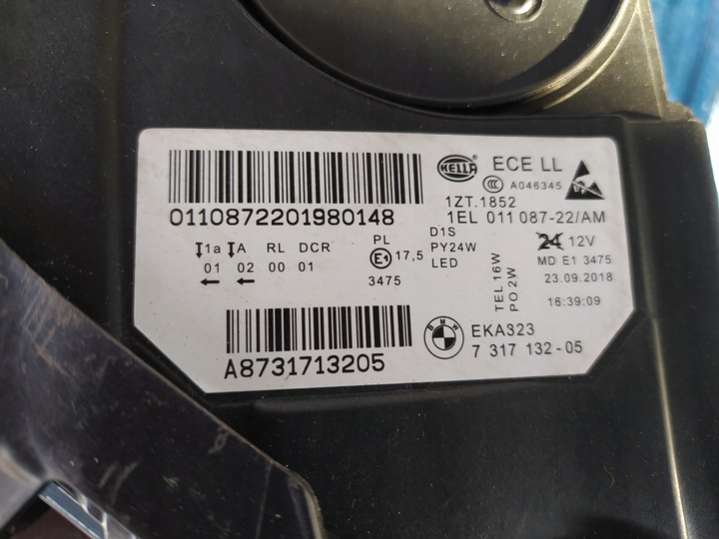 HELLA ECE LL
CCC A046345
0110872201980148
1ZT.1852
1EL 011 087-22/AM
1a A RL DCR PL
01 02 00 01 E1 17,5
3475
D1S
PY24W
LED
24 12V
MD E1 3475
23.09.2018
16:39:09
TEL 16W
PO 2W
A8731713205
BMW EKA323
7 317 132-05